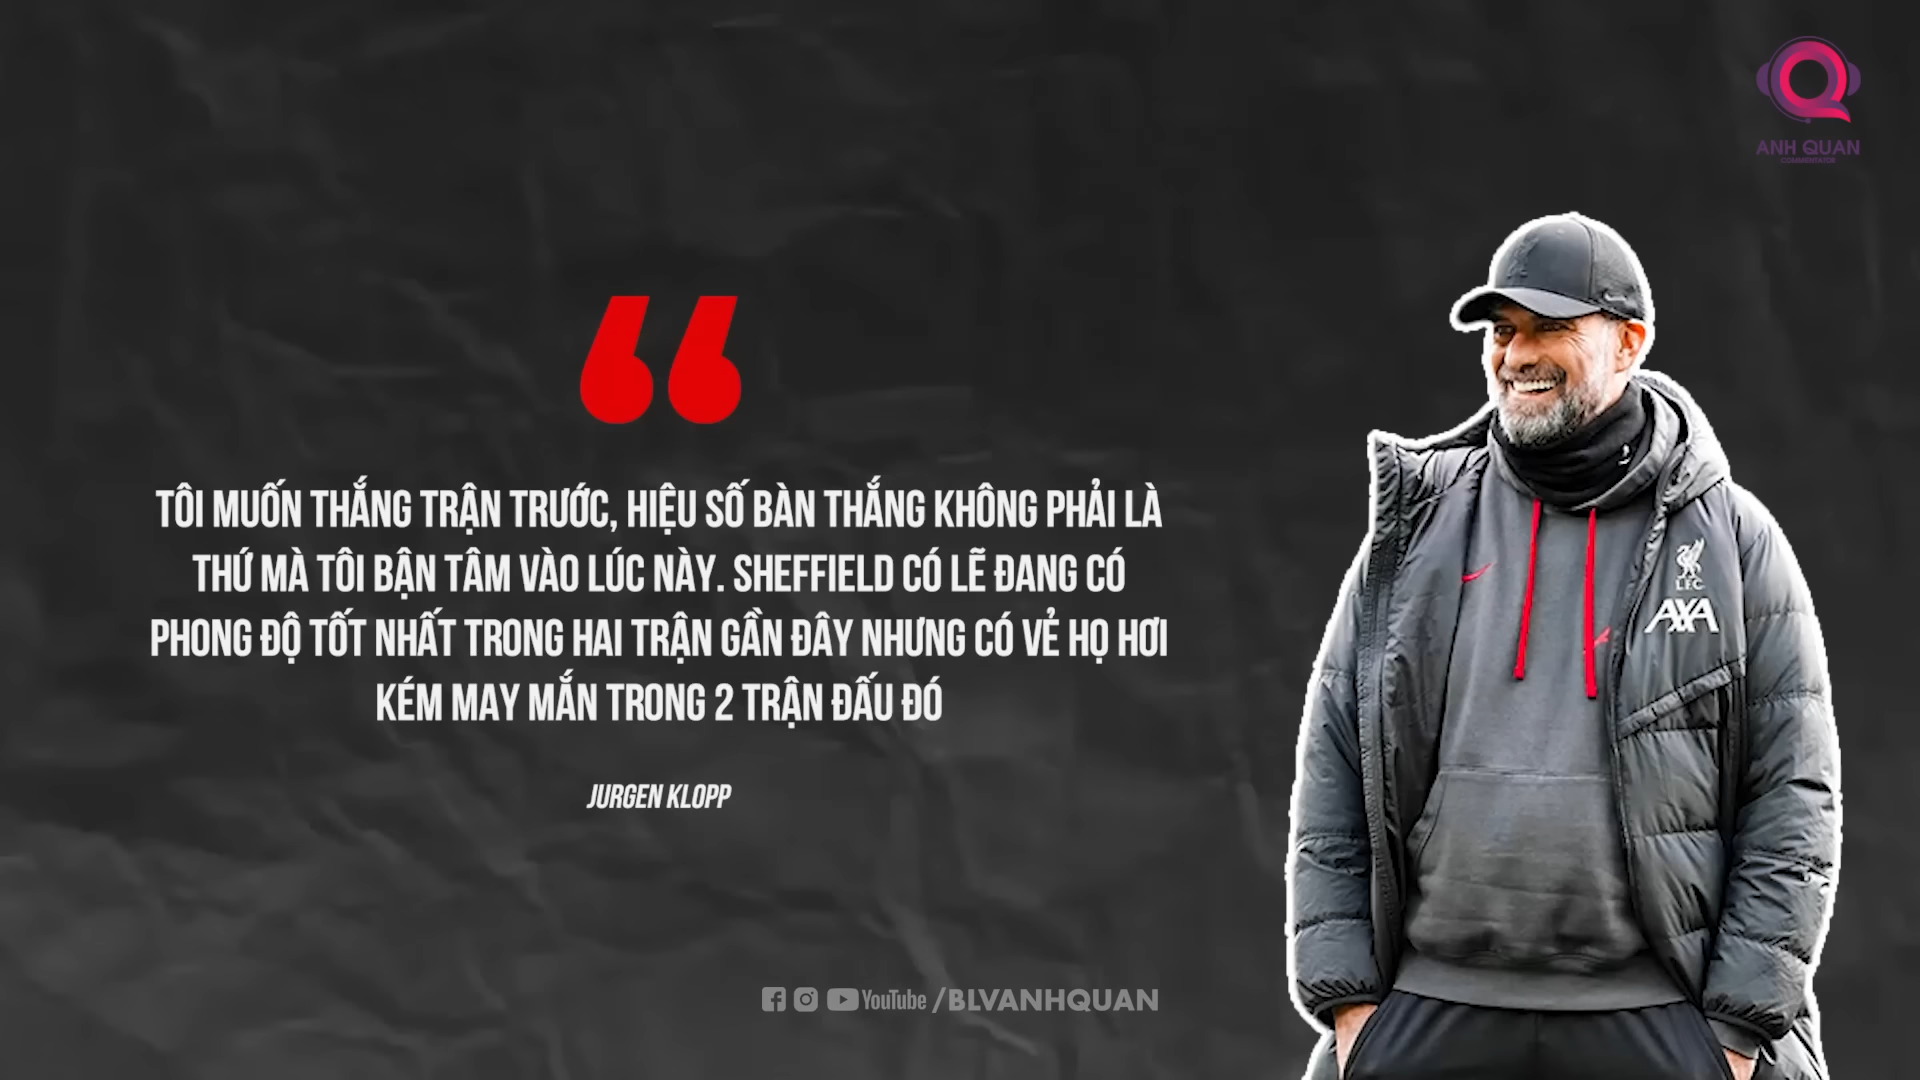 ANH QUAN
COMMENTATOR
TÔI MUỐN THẮNG TRẬN TRƯỚC, HIỆU SỐ BÀN THẮNG KHÔNG PHẢI LÀ
THỨ MÀ TÔI BẬN TÂM VÀO LÚC NÀY. SHEFFIELD CÓ LẼ ĐANG CÓ
PHONG ĐỘ TỐT NHẤT TRONG HAI TRẬN GẦN ĐÂY NHƯNG CÓ VẺ HỌ HƠI
KÉM MAY MẮN TRONG 2 TRẬN ĐẤU ĐÓ
JURGEN KLOPP
L.F.C
AXA
YouTube /BLVANHQUAN